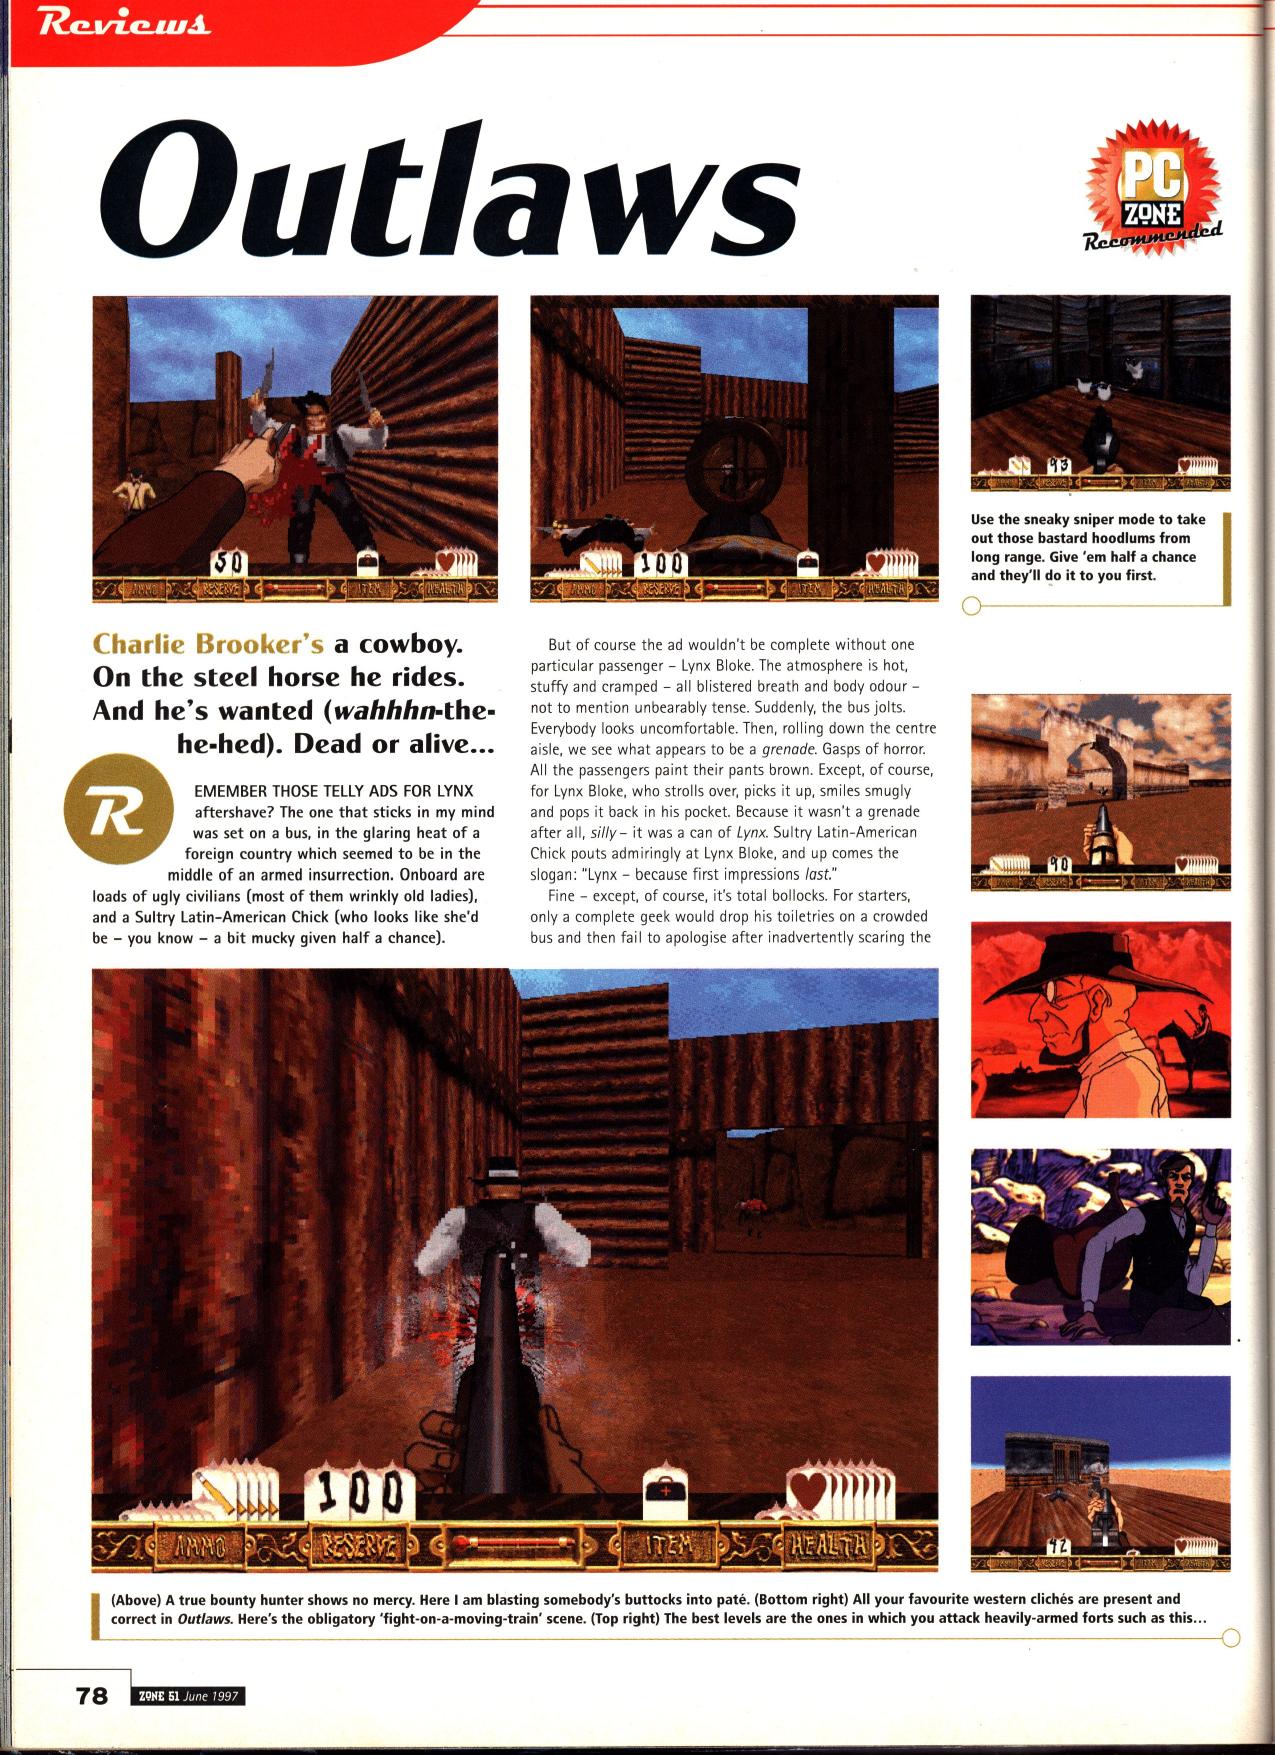 Reviews
Outlaws
PC
ZONE
Recommended
50
AMMO
RESERVE
ITEM
HEALTH
100
AMMO
RESERVE
ITEM
HEALTH
93
Use the sneaky sniper mode to take
out those bastard hoodlums from
long range. Give 'em half a chance
and they'll do it to you first.
Charlie Brooker's a cowboy.
On the steel horse he rides.
And he's wanted (wahhhn-the-
he-hed). Dead or alive...
R
EMEMBER THOSE TELLY ADS FOR LYNX
aftershave? The one that sticks in my mind
was set on a bus, in the glaring heat of a
foreign country which seemed to be in the
middle of an armed insurrection. Onboard are
loads of ugly civilians (most of them wrinkly old ladies),
and a Sultry Latin-American Chick (who looks like she'd
be – you know – a bit mucky given half a chance).
But of course the ad wouldn't be complete without one
particular passenger – Lynx Bloke. The atmosphere is hot,
stuffy and cramped – all blistered breath and body odour –
not to mention unbearably tense. Suddenly, the bus jolts.
Everybody looks uncomfortable. Then, rolling down the centre
aisle, we see what appears to be a grenade. Gasps of horror.
All the passengers paint their pants brown. Except, of course,
for Lynx Bloke, who strolls over, picks it up, smiles smugly
and pops it back in his pocket. Because it wasn't a grenade
after all, silly – it was a can of Lynx. Sultry Latin-American
Chick pouts admiringly at Lynx Bloke, and up comes the
slogan: "Lynx – because first impressions last."
Fine – except, of course, it's total bollocks. For starters,
only a complete geek would drop his toiletries on a crowded
bus and then fail to apologise after inadvertently scaring the
90
100
AMMO
RESERVE
ITEM
HEALTH
42
(Above) A true bounty hunter shows no mercy. Here I am blasting somebody's buttocks into paté. (Bottom right) All your favourite western clichés are present and
correct in Outlaws. Here's the obligatory 'fight-on-a-moving-train' scene. (Top right) The best levels are the ones in which you attack heavily-armed forts such as this...
78
ZONE 51 June 1997